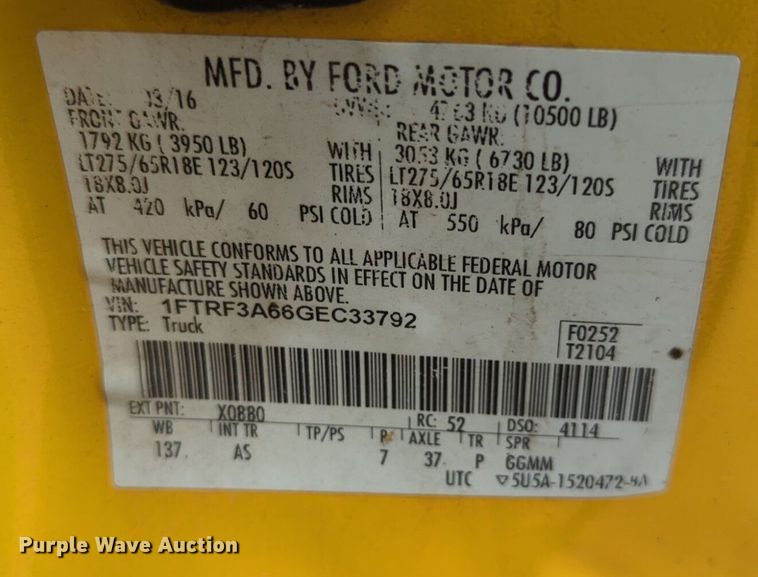 MFD. BY FORD MOTOR CO.
DATE: 03/16 GVWR: 4763 KG (10500 LB)
FRONT GAWR: REAR GAWR:
1792 KG ( 3950 LB) WITH 3053 KG ( 6730 LB) WITH
LT275/65R18E 123/120S TIRES LT275/65R18E 123/120S TIRES
18X8.0J RIMS 18X8.0J RIMS
AT 420 kPa/ 60 PSI COLD AT 550 kPa/ 80 PSI COLD
THIS VEHICLE CONFORMS TO ALL APPLICABLE FEDERAL MOTOR
VEHICLE SAFETY STANDARDS IN EFFECT ON THE DATE OF
MANUFACTURE SHOWN ABOVE.
VIN: 1FTRF3A66GEC33792
TYPE: Truck
F0252
T2104
EXT PNT: X0880 RC: 52 DSO: 4114
WB INT TR TP/PS R AXLE TR SPR
137 AS 7 37 P GGMM
UTC ▽5U5A-1520472-
Purple Wave Auction